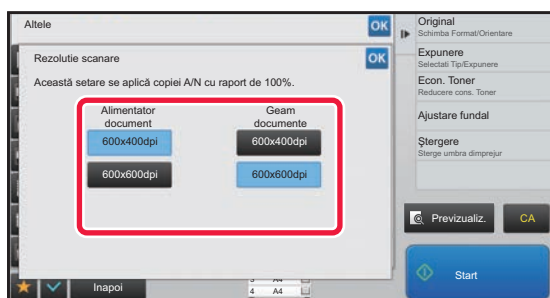 Altele
OK
Rezolutie scanare
OK
Această setare se aplică copiei A/N cu raport de 100%.
Alimentator
document
600x400dpi
600x600dpi
Geam
documente
600x400dpi
600x600dpi
Inapoi
4 A4
Original
Schimba Format/Orientare
Expunere
Selectati Tip/Expunere
Econ. Toner
Reducere cons. Toner
Ajustare fundal
Ştergere
Sterge umbra dimprejur
Previzualiz.
CA
Start